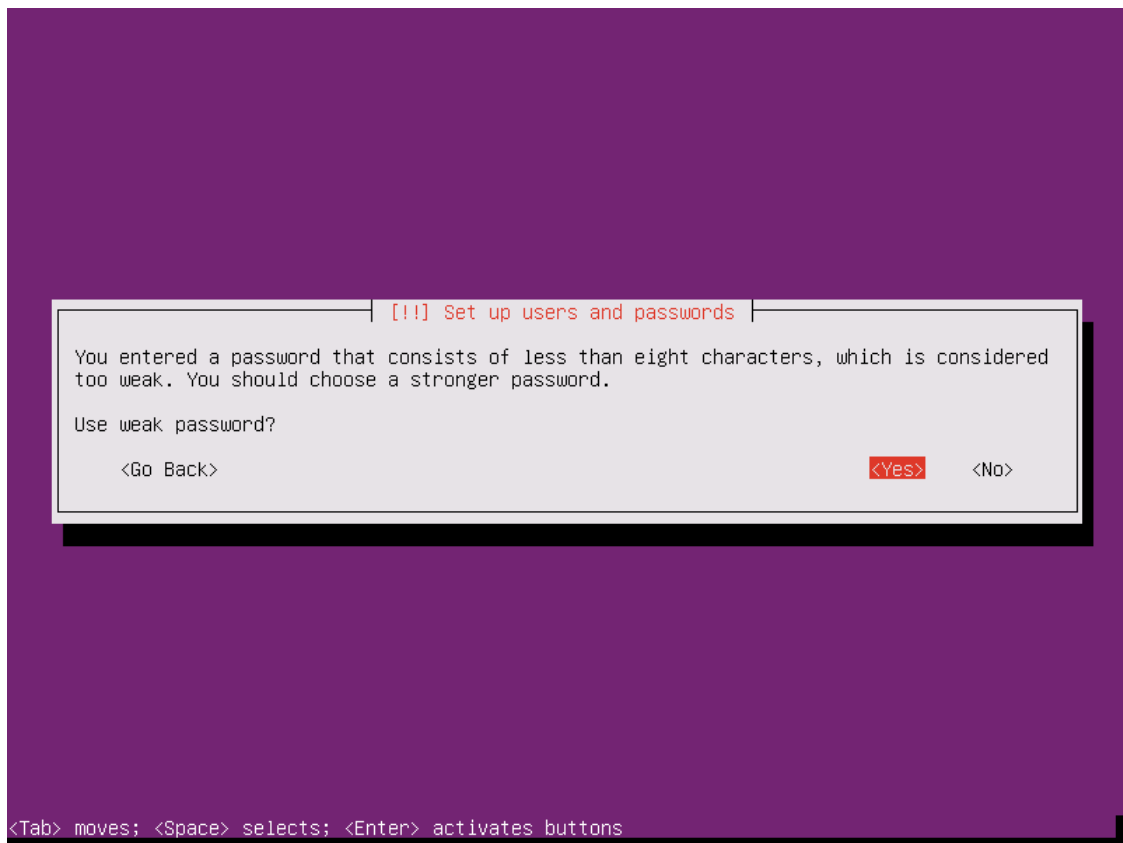 [!!] Set up users and passwords
You entered a password that consists of less than eight characters, which is considered
too weak. You should choose a stronger password.
Use weak password?
<Go Back> <Yes> <No>
<Tab> moves; <Space> selects; <Enter> activates buttons